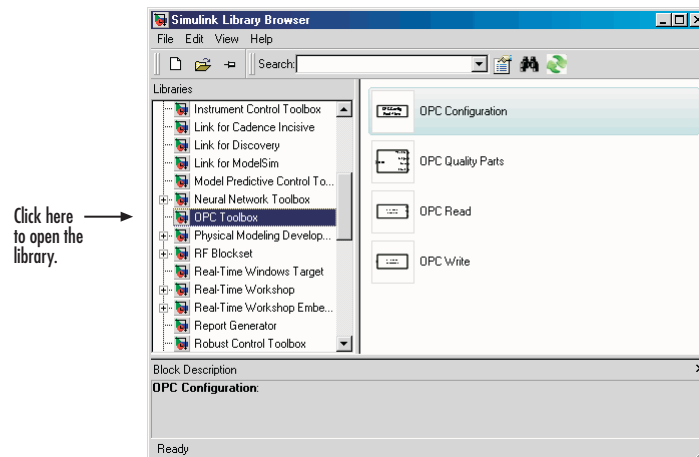 Simulink Library Browser
File Edit View Help
Search:
Libraries
Instrument Control Toolbox
Link for Cadence Incisive
Link for Discovery
Link for ModelSim
Model Predictive Control To...
Neural Network Toolbox
OPC Toolbox
Physical Modeling Develop...
RF Blockset
Real-Time Windows Target
Real-Time Workshop
Real-Time Workshop Embe...
Report Generator
Robust Control Toolbox
OPC Configuration
OPC Quality Parts
OPC Read
OPC Write
Click here
to open the
library.
Block Description
OPC Configuration:
Ready